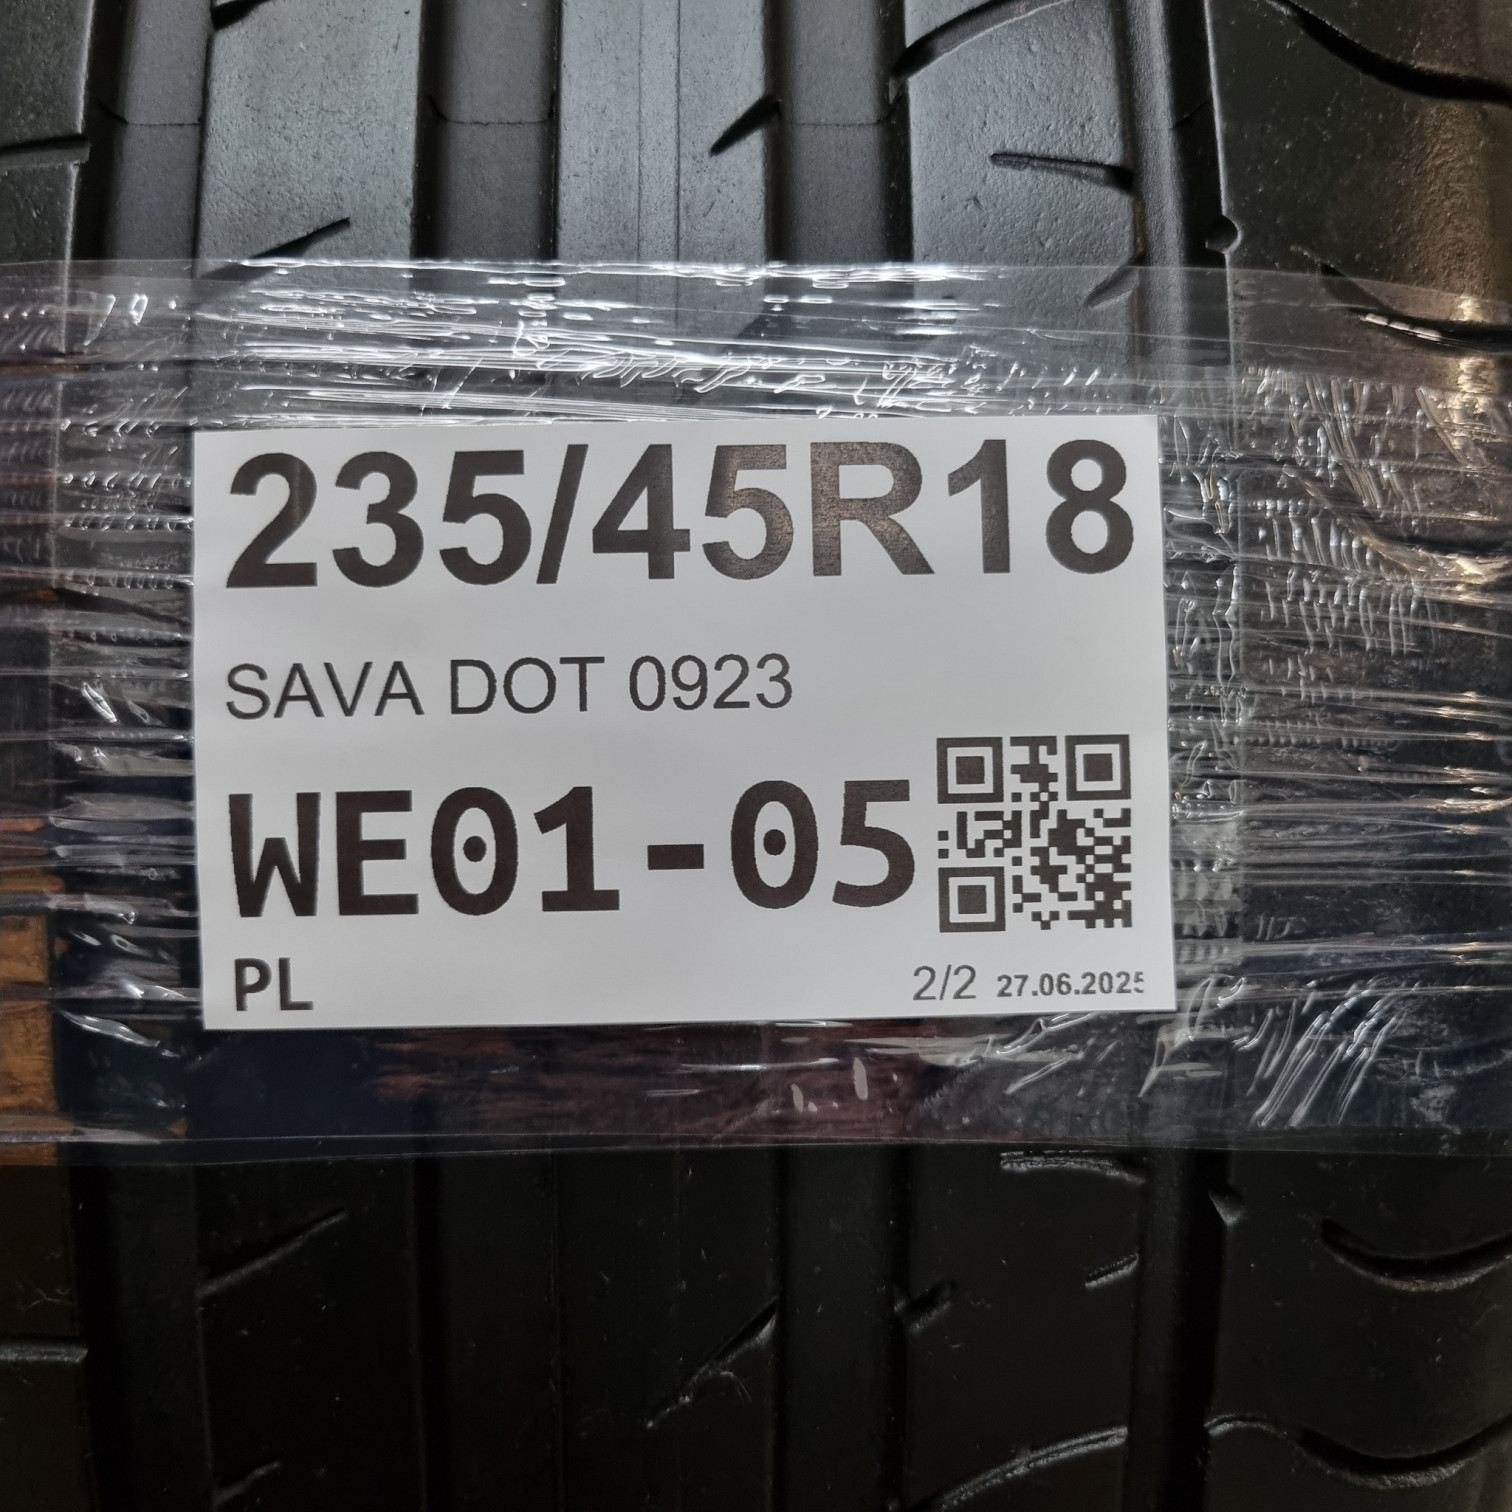 235/45R18
SAVA DOT 0923
WE01-05
PL
2/2 27.06.2025